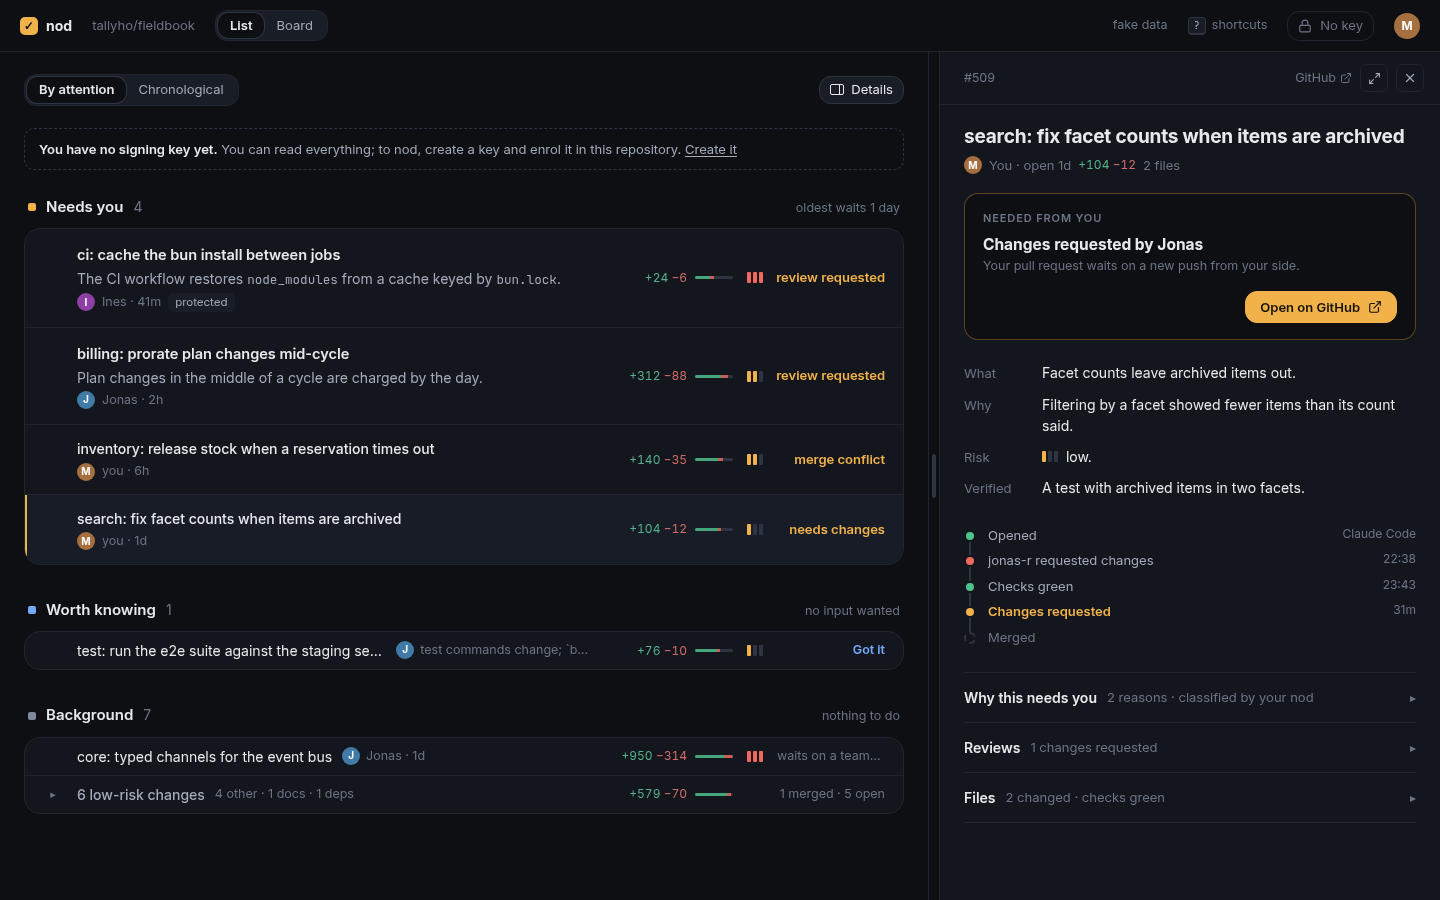 ✓ nod tallyho/fieldbook List Board fake data ? shortcuts No key M
By attention Chronological Details
You have no signing key yet. You can read everything; to nod, create a key and enrol it in this repository. Create it
Needs you 4 oldest waits 1 day
ci: cache the bun install between jobs
The CI workflow restores node_modules from a cache keyed by bun.lock.
I Ines · 41m protected
+24 −6 review requested
billing: prorate plan changes mid-cycle
Plan changes in the middle of a cycle are charged by the day.
J Jonas · 2h
+312 −88 review requested
inventory: release stock when a reservation times out
M you · 6h
+140 −35 merge conflict
search: fix facet counts when items are archived
M you · 1d
+104 −12 needs changes
Worth knowing 1 no input wanted
test: run the e2e suite against the staging se... J test commands change; `b... +76 −10 Got it
Background 7 nothing to do
core: typed channels for the event bus J Jonas · 1d +950 −314 waits on a team...
▸ 6 low-risk changes 4 other · 1 docs · 1 deps +579 −70 1 merged · 5 open
#509 GitHub
search: fix facet counts when items are archived
M You · open 1d +104 −12 2 files
NEEDED FROM YOU
Changes requested by Jonas
Your pull request waits on a new push from your side.
Open on GitHub
What Facet counts leave archived items out.
Why Filtering by a facet showed fewer items than its count
said.
Risk low.
Verified A test with archived items in two facets.
Opened Claude Code
jonas-r requested changes 22:38
Checks green 23:43
Changes requested 31m
Merged
Why this needs you 2 reasons · classified by your nod ▸
Reviews 1 changes requested ▸
Files 2 changed · checks green ▸